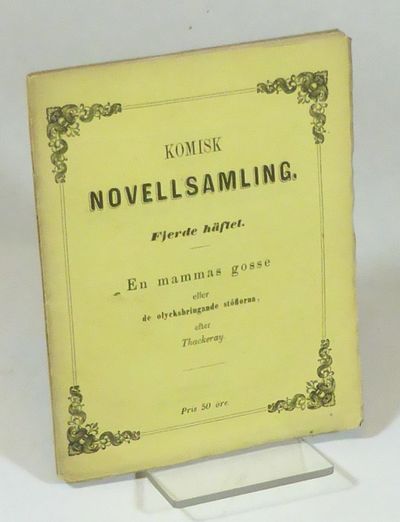 KOMISK
NOVELLSAMLING,
Fjerde häftet.
En mammas gosse
eller
de olycksbringande stöflorna,
efter
Thackeray
Pris 50 öre.